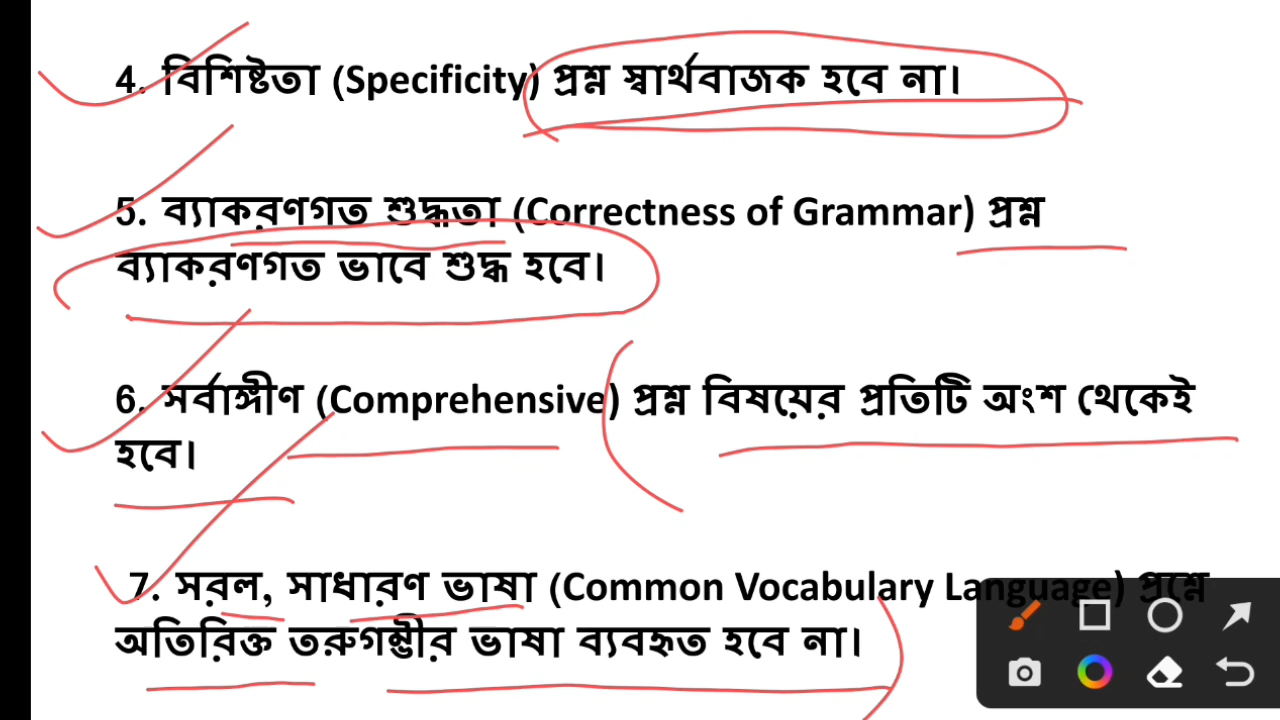 4. বিশিষ্টতা (Specificity) প্রশ্ন স্বার্থবাজক হবে না।
5. ব্যাকরণগত শুদ্ধতা (Correctness of Grammar) প্রশ্ন
ব্যাকরণগত ভাবে শুদ্ধ হবে।
6. সর্বাঙ্গীণ (Comprehensive) প্রশ্ন বিষয়ের প্রতিটি অংশ থেকেই
হবে।
7. সরল, সাধারণ ভাষা (Common Vocabulary Language) প্রশ্নে
অতিরিক্ত তরুগম্ভীর ভাষা ব্যবহৃত হবে না।